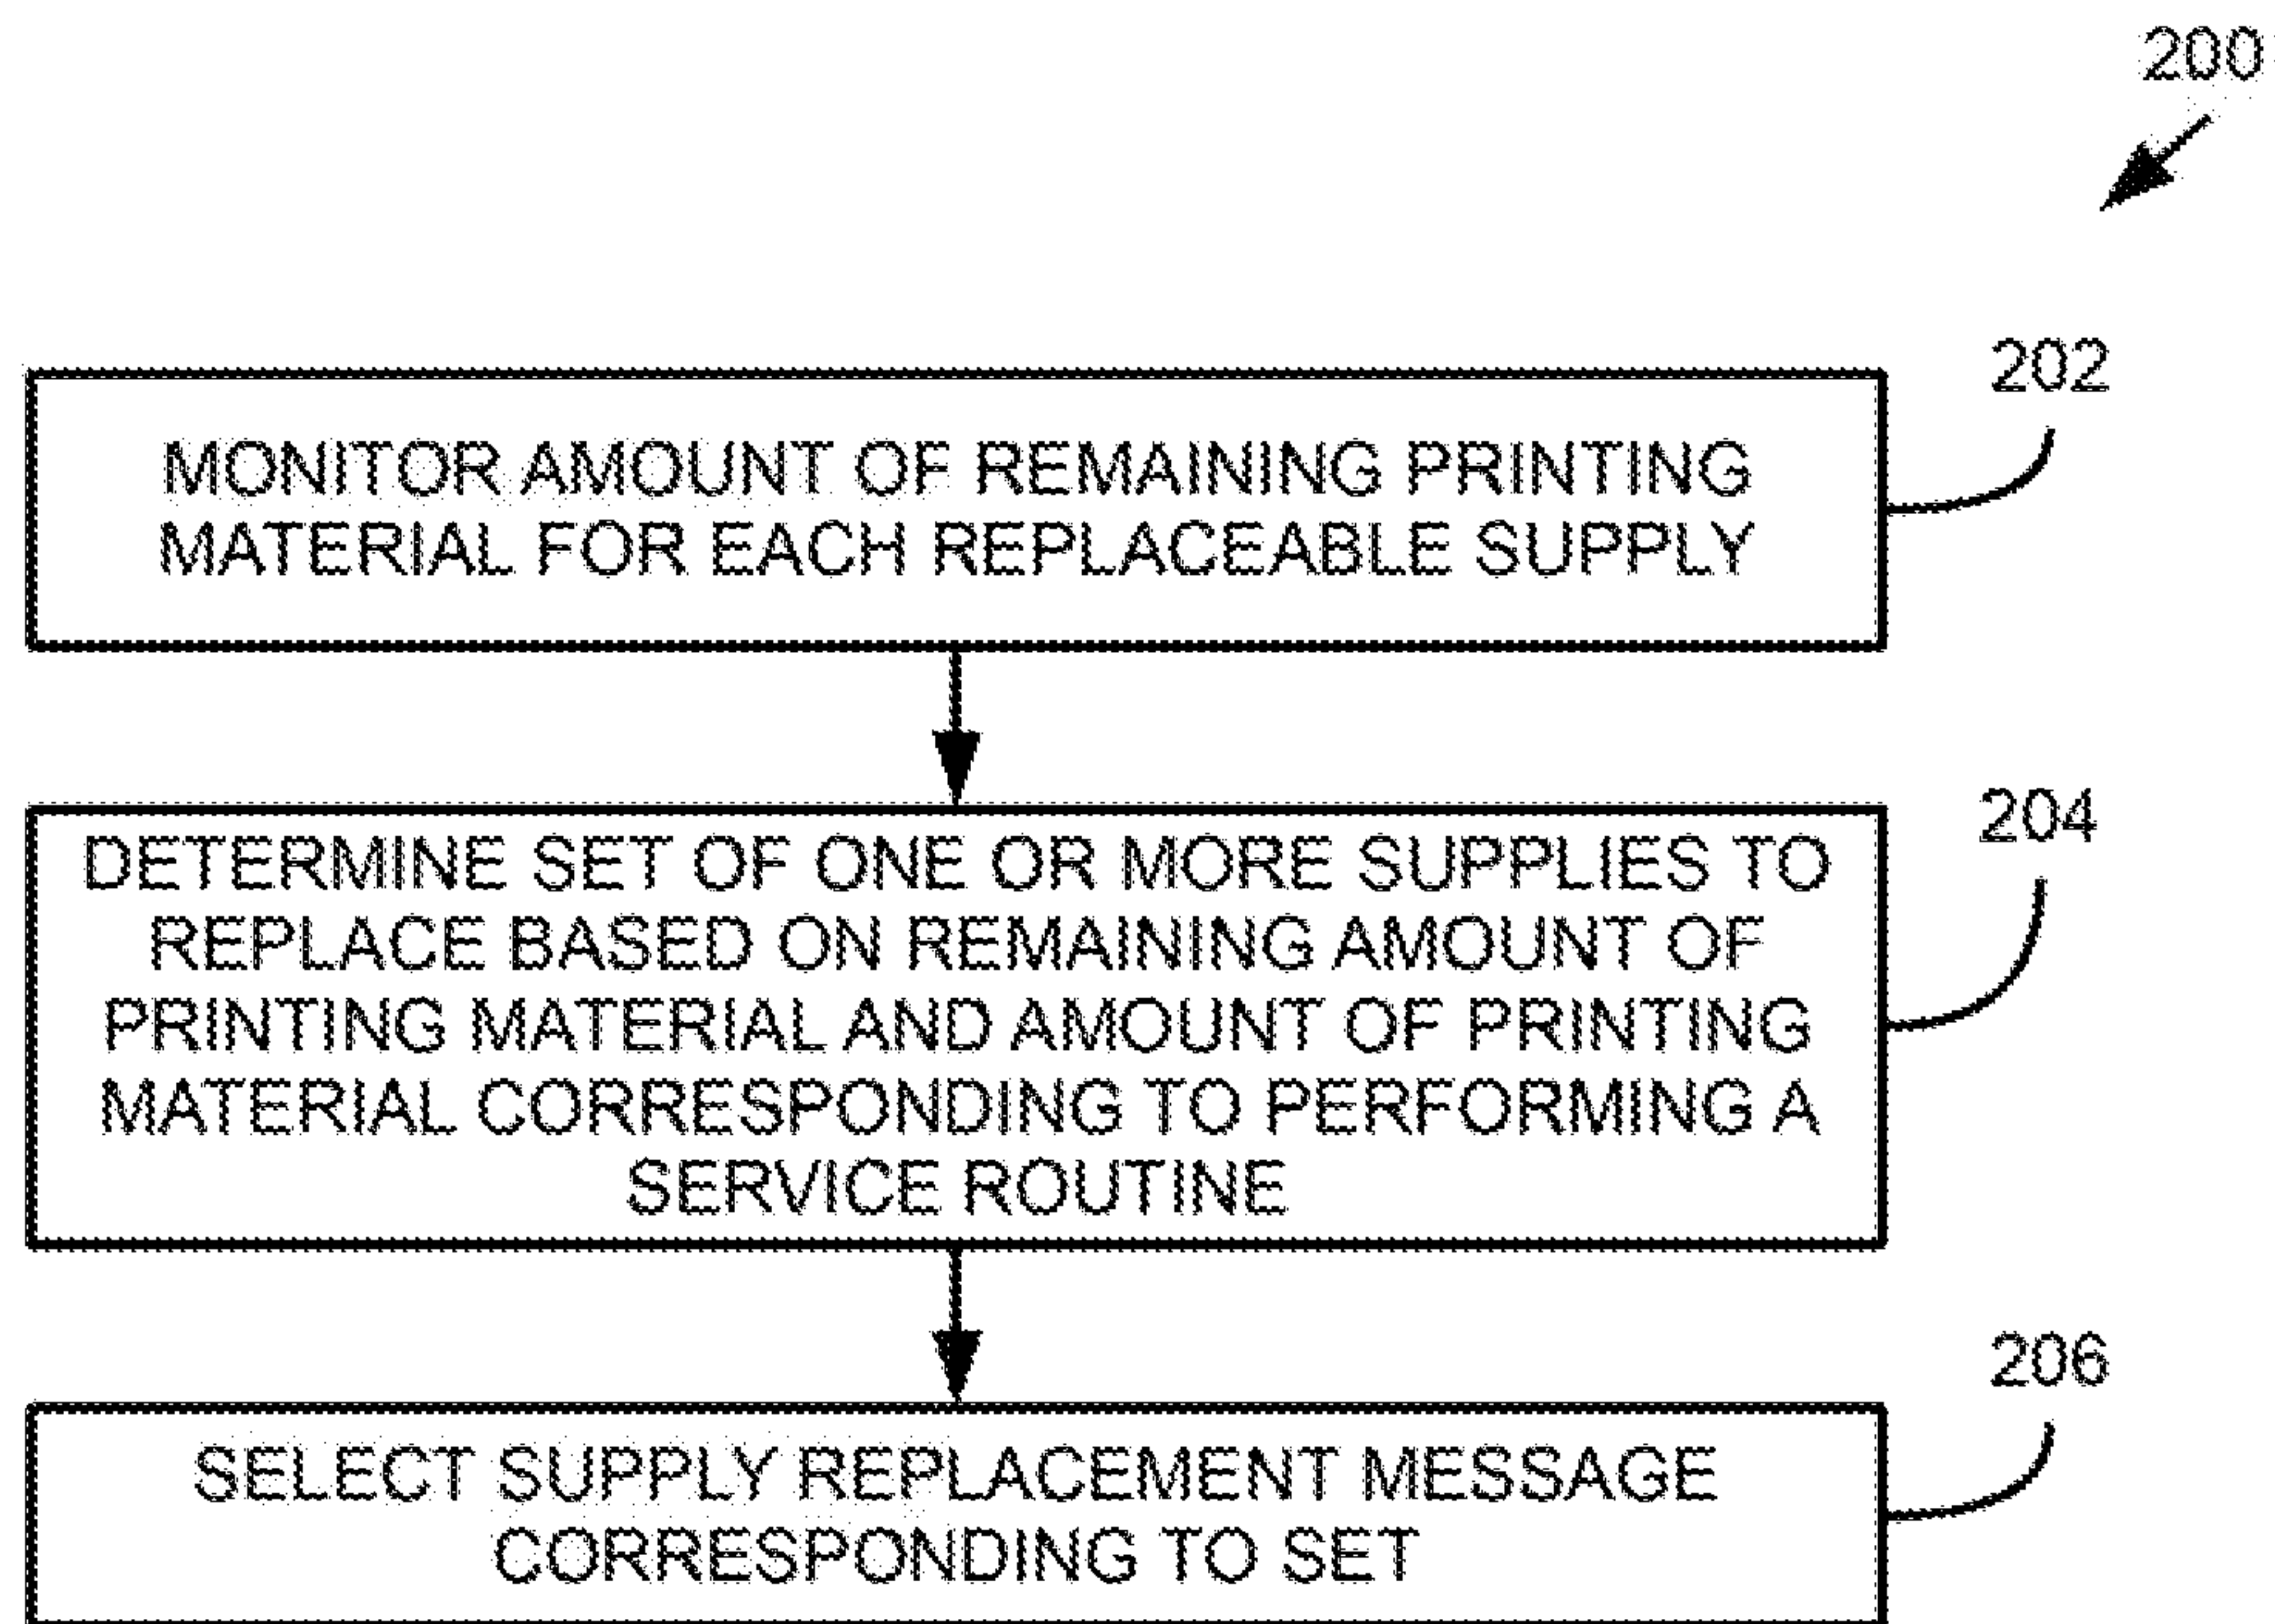 200
202
MONITOR AMOUNT OF REMAINING PRINTING
MATERIAL FOR EACH REPLACEABLE SUPPLY
204
DETERMINE SET OF ONE OR MORE SUPPLIES TO
REPLACE BASED ON REMAINING AMOUNT OF
PRINTING MATERIAL AND AMOUNT OF PRINTING
MATERIAL CORRESPONDING TO PERFORMING A
SERVICE ROUTINE
206
SELECT SUPPLY REPLACEMENT MESSAGE
CORRESPONDING TO SET